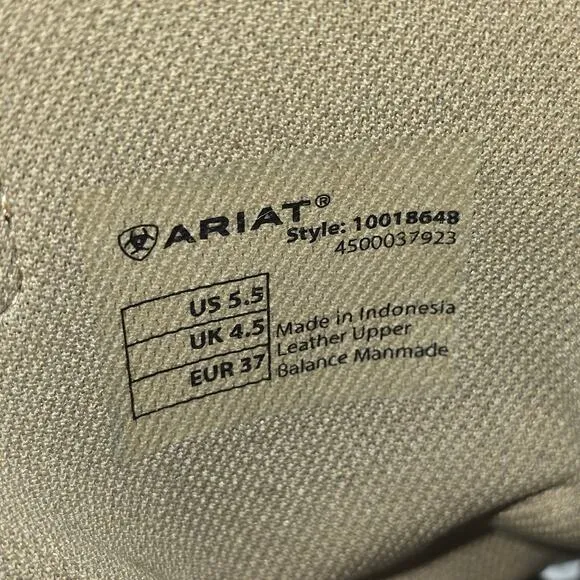 ARIAT®
Style: 10018648
4500037923
US 5.5
UK 4.5
EUR 37
Made in Indonesia
Leather Upper
Balance Manmade